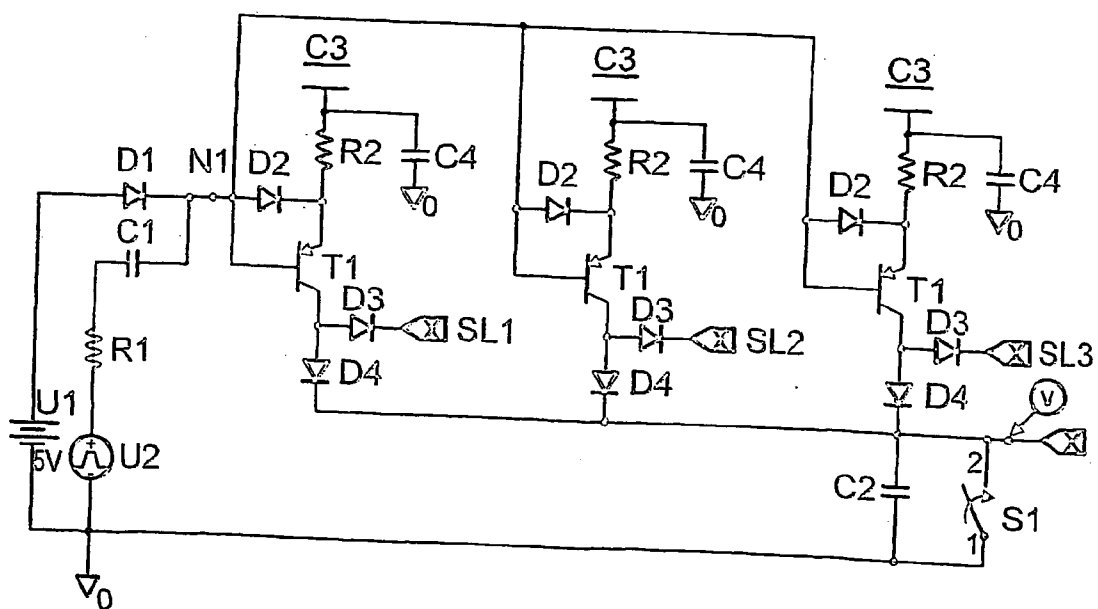 C3
C3
C3
D1
N1
D2
R2
C4
D2
R2
C4
D2
R2
C4
0
0
0
C1
T1
T1
T1
D3
SL1
D3
SL2
D3
SL3
R1
D4
D4
D4
V
U1
5V
+
-
U2
C2
2
S1
1
0